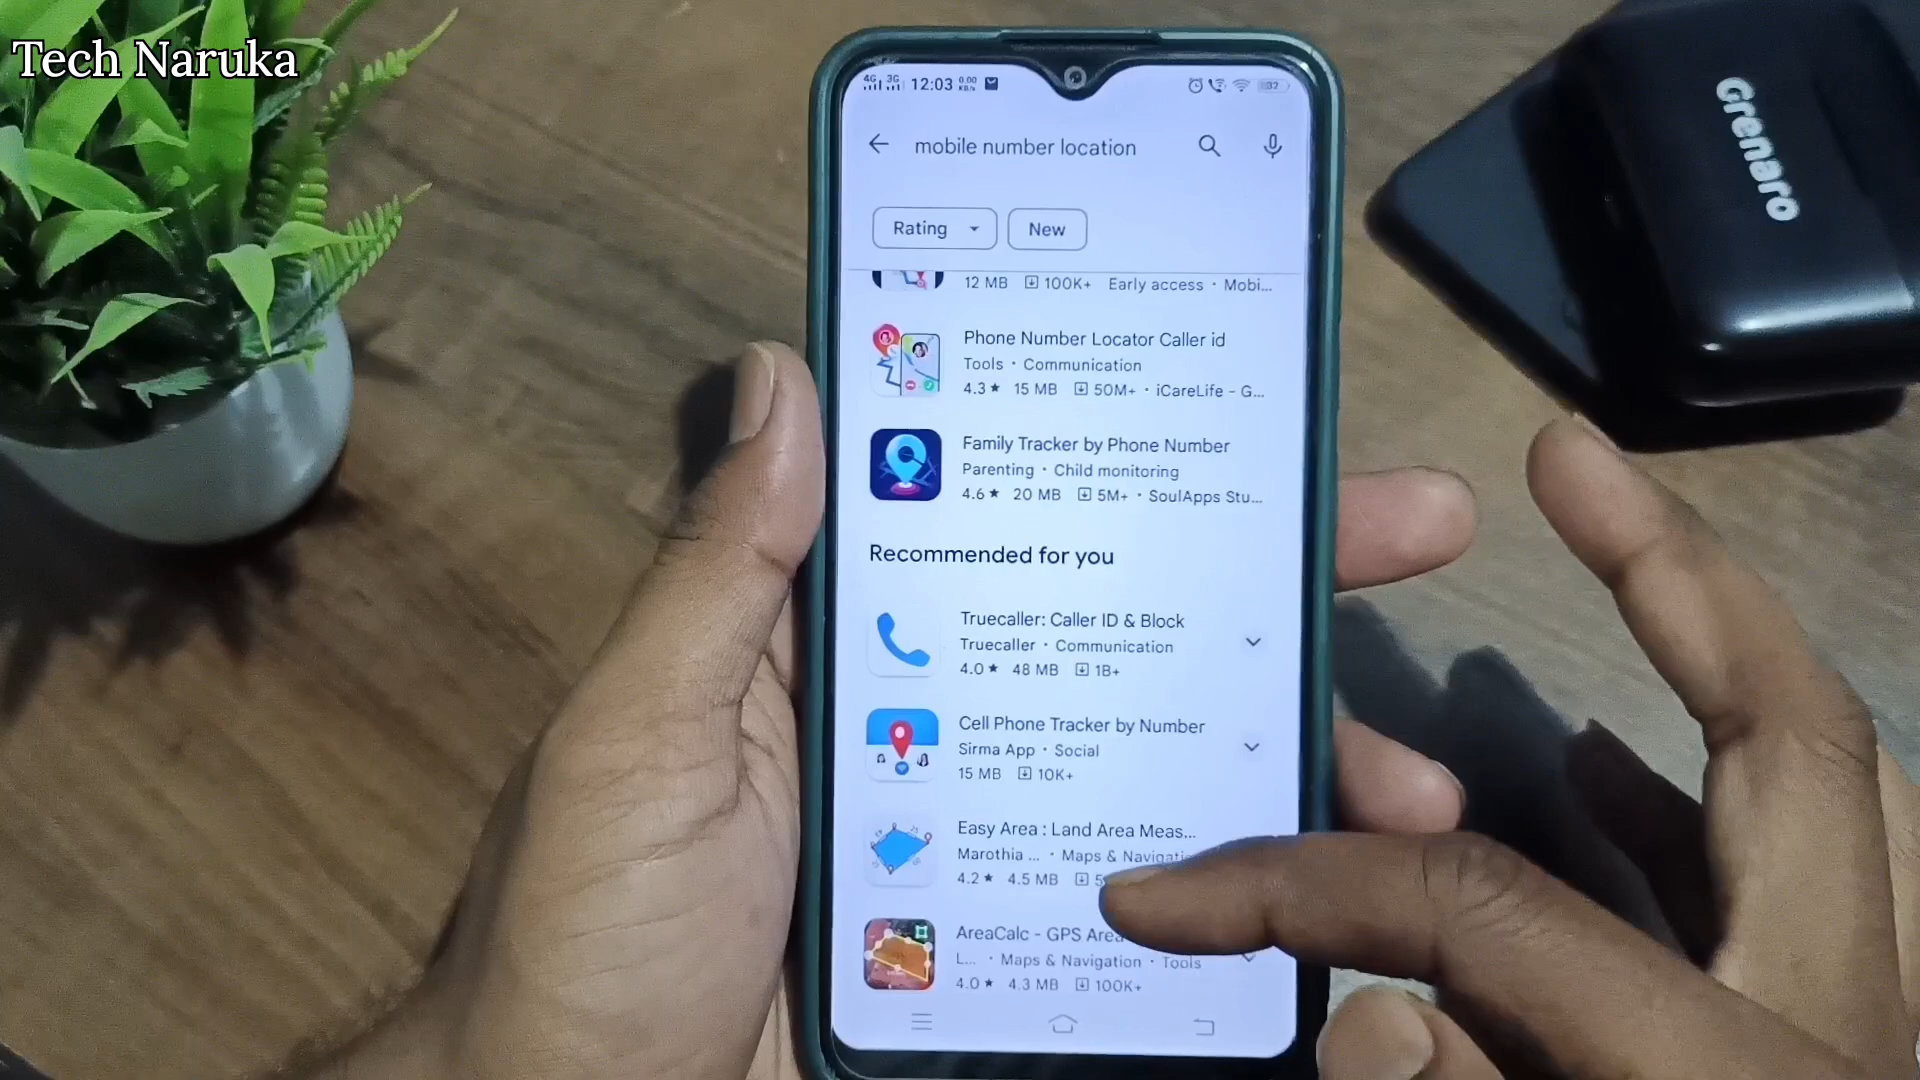 Tech Naruka
Grenaro
4G 3G 12:03 0.00 KB/s 32
mobile number location
Rating New
12 MB 100K+ Early access · Mobi...
Phone Number Locator Caller id
Tools · Communication
4.3 ★ 15 MB 50M+ · iCareLife - G...
Family Tracker by Phone Number
Parenting · Child monitoring
4.6 ★ 20 MB 5M+ · SoulApps Stu...
Recommended for you
Truecaller: Caller ID & Block
Truecaller · Communication
4.0 ★ 48 MB 1B+
Cell Phone Tracker by Number
Sirma App · Social
15 MB 10K+
Easy Area : Land Area Meas...
Marothia ... · Maps & Navigati
4.2 ★ 4.5 MB 5
AreaCalc - GPS Area
L... · Maps & Navigation · Tools
4.0 ★ 4.3 MB 100K+